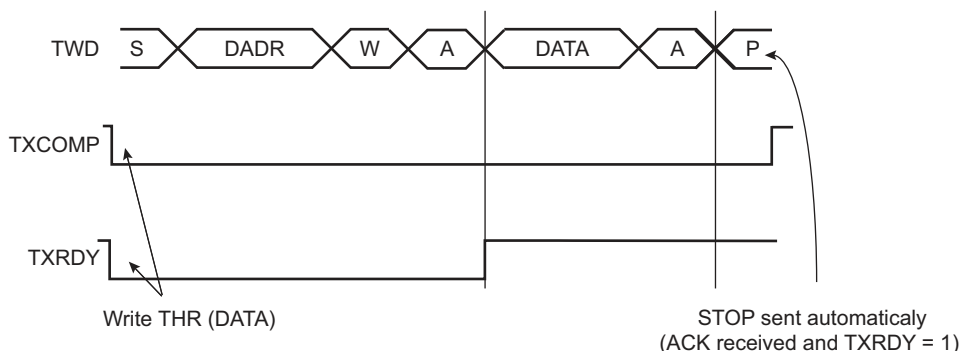 TWD S DADR W A DATA A P
TXCOMP
TXRDY
Write THR (DATA)
STOP sent automaticaly
(ACK received and TXRDY = 1)